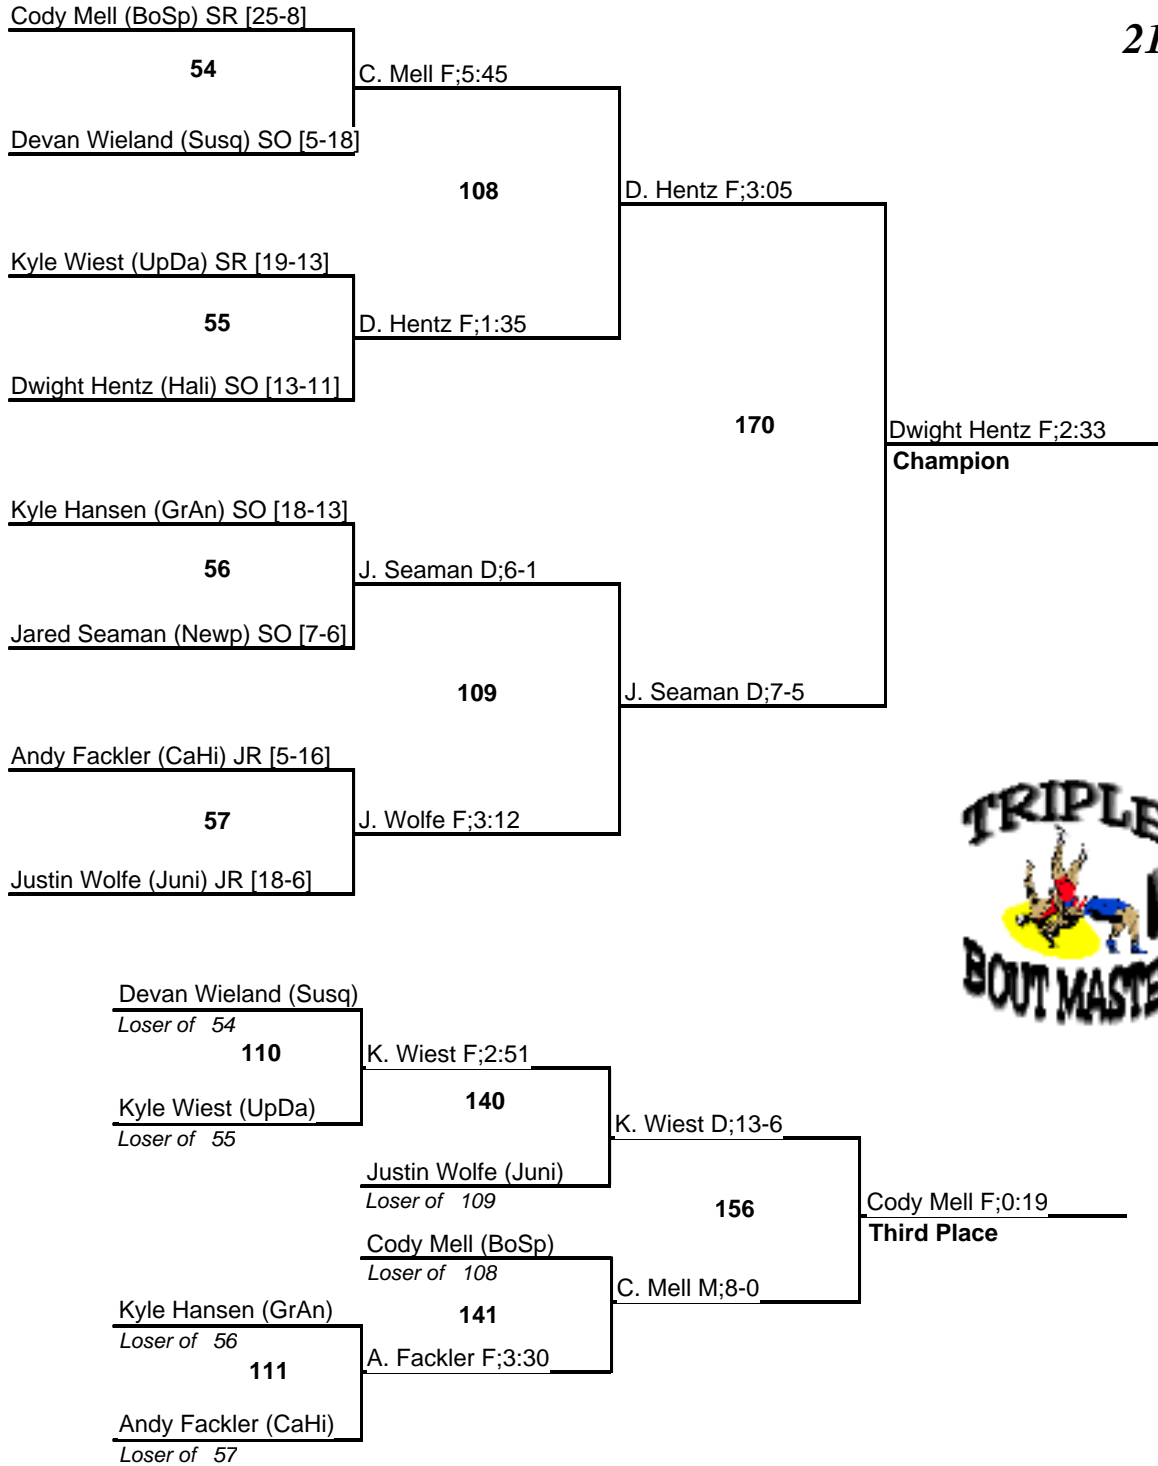 Cody Mell (BoSp) SR [25-8]
21
54
C. Mell F;5:45
Devan Wieland (Susq) SO [5-18]
108
D. Hentz F;3:05
Kyle Wiest (UpDa) SR [19-13]
55
D. Hentz F;1:35
Dwight Hentz (Hali) SO [13-11]
170
Dwight Hentz F;2:33
Champion
Kyle Hansen (GrAn) SO [18-13]
56
J. Seaman D;6-1
Jared Seaman (Newp) SO [7-6]
109
J. Seaman D;7-5
Andy Fackler (CaHi) JR [5-16]
57
J. Wolfe F;3:12
Justin Wolfe (Juni) JR [18-6]
TRIPLE
BOUT MASTE
Devan Wieland (Susq)
Loser of 54
110
K. Wiest F;2:51
Kyle Wiest (UpDa)
Loser of 55
140
K. Wiest D;13-6
Justin Wolfe (Juni)
Loser of 109
156
Cody Mell F;0:19
Third Place
Cody Mell (BoSp)
Loser of 108
C. Mell M;8-0
Kyle Hansen (GrAn)
Loser of 56
141
111
A. Fackler F;3:30
Andy Fackler (CaHi)
Loser of 57